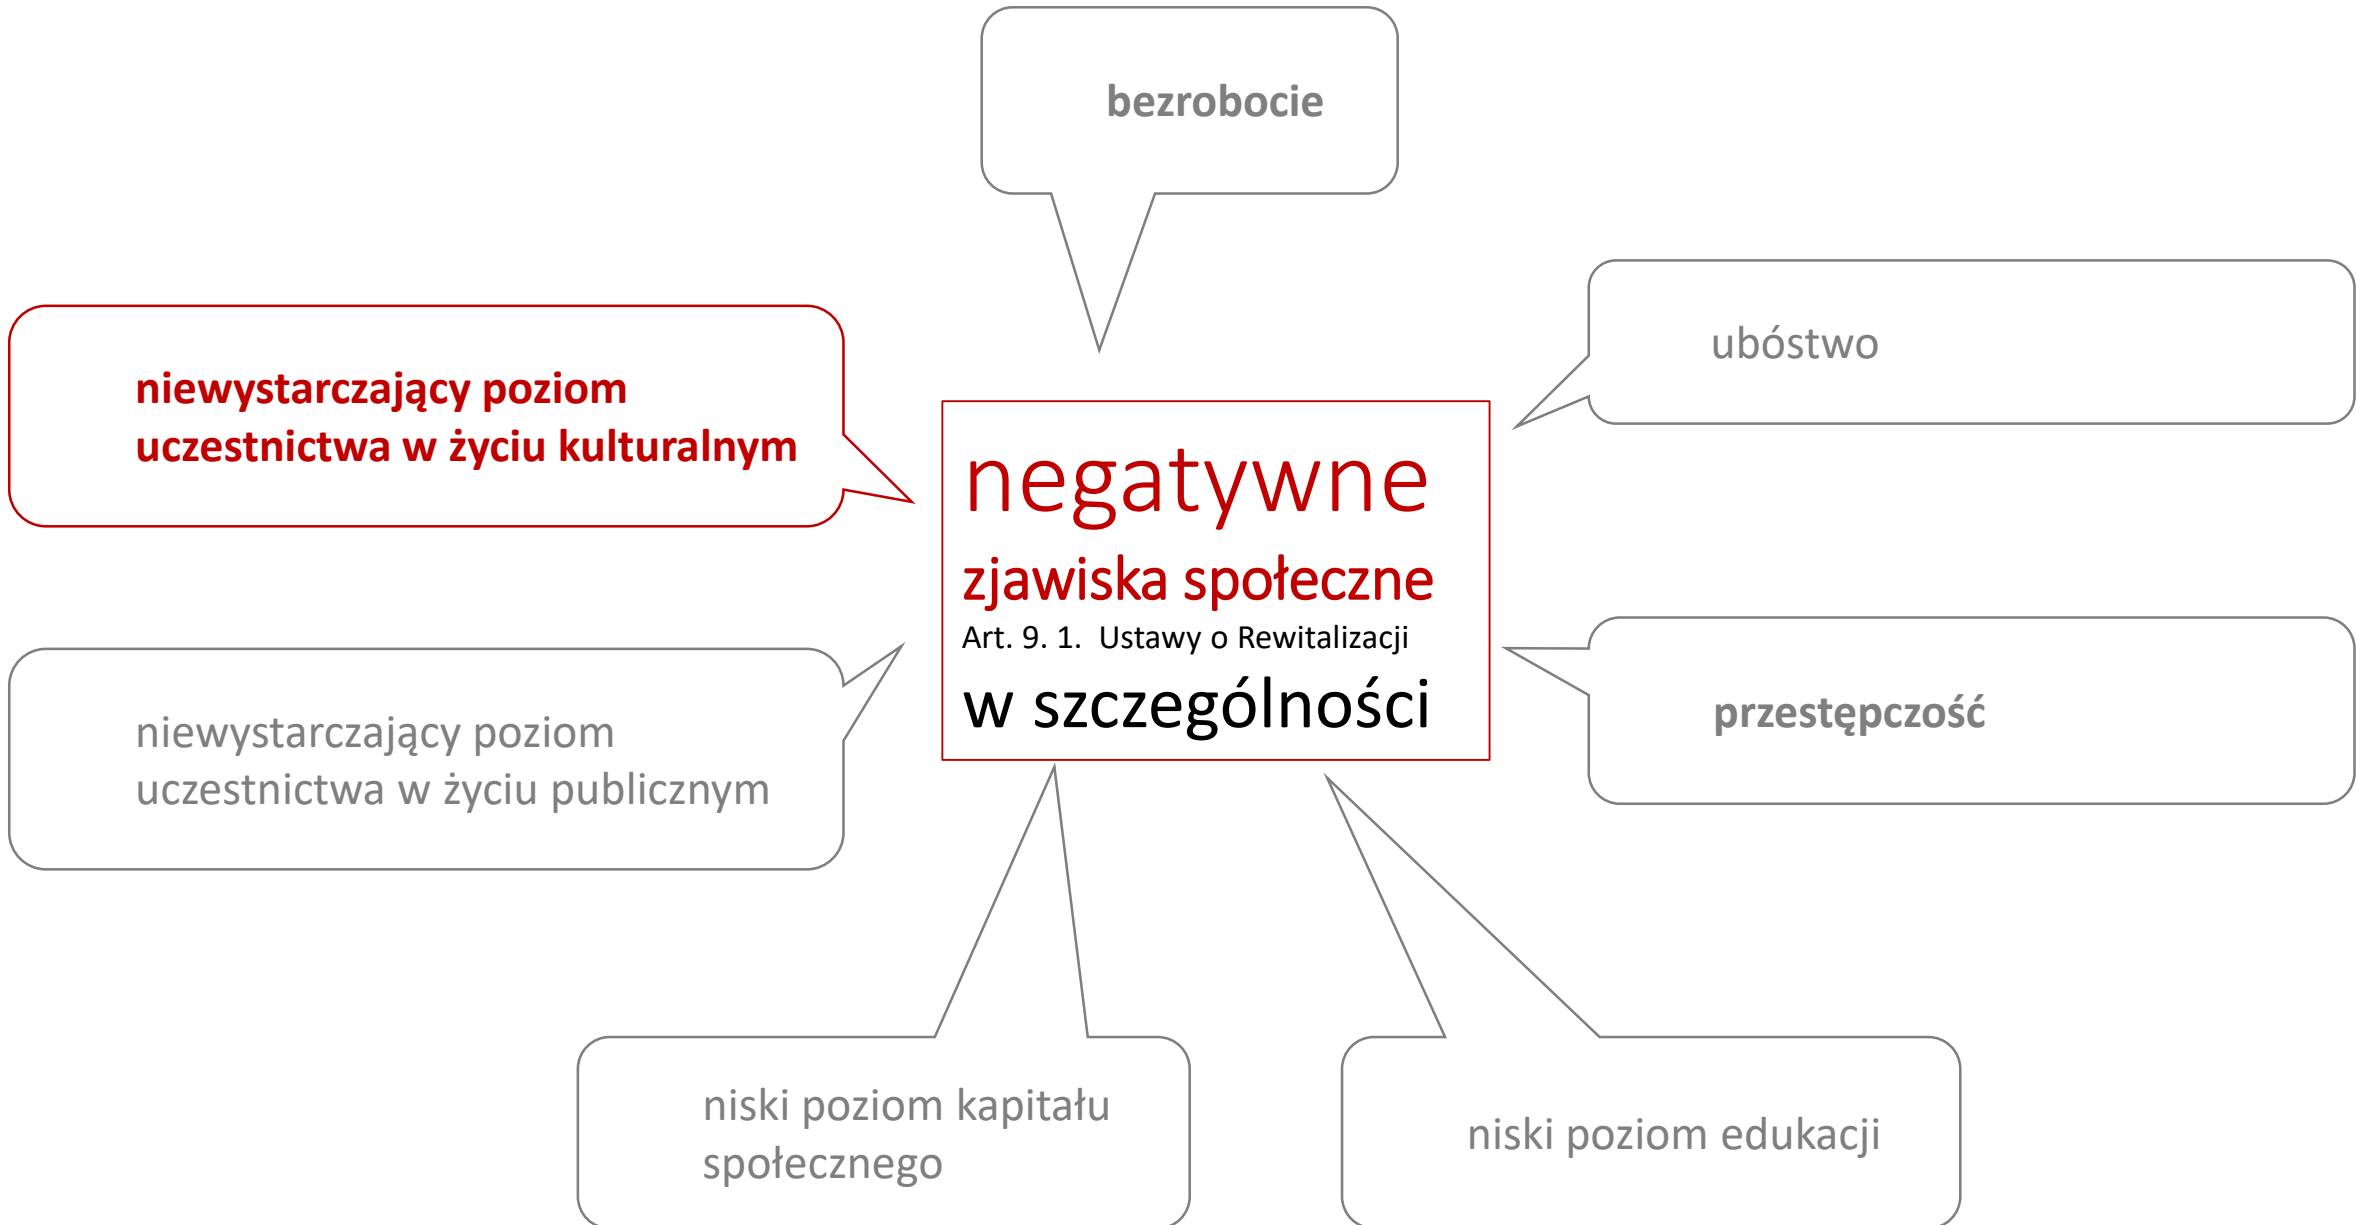 bezrobocie
ubóstwo
niewystarczający poziom
uczestnictwa w życiu kulturalnym
negatywne
zjawiska społeczne
Art. 9. 1.  Ustawy o Rewitalizacji
w szczególności
przestępczość
niewystarczający poziom
uczestnictwa w życiu publicznym
niski poziom kapitału
społecznego
niski poziom edukacji